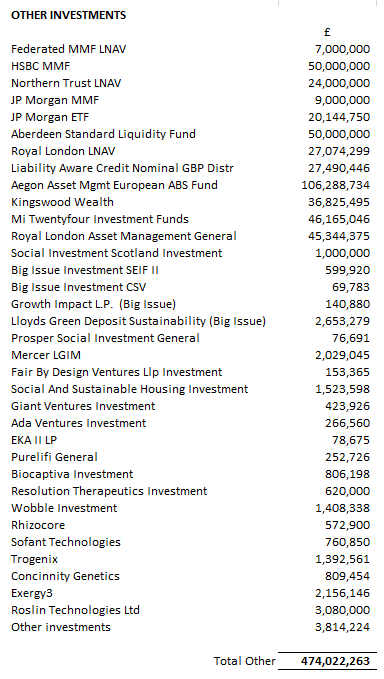 OTHER INVESTMENTS
£
Federated MMF LNAV 7,000,000
HSBC MMF 50,000,000
Northern Trust LNAV 24,000,000
JP Morgan MMF 9,000,000
JP Morgan ETF 20,144,750
Aberdeen Standard Liquidity Fund 50,000,000
Royal London LNAV 27,074,299
Liability Aware Credit Nominal GBP Distr 27,490,446
Aegon Asset Mgmt European ABS Fund 106,288,734
Kingswood Wealth 36,825,495
Mi Twentyfour Investment Funds 46,165,046
Royal London Asset Management General 45,344,375
Social Investment Scotland Investment 1,000,000
Big Issue Investment SEIF II 599,920
Big Issue Investment CSV 69,783
Growth Impact L.P. (Big Issue) 140,880
Lloyds Green Deposit Sustainability (Big Issue) 2,653,279
Prosper Social Investment General 76,691
Mercer LGIM 2,029,045
Fair By Design Ventures Llp Investment 153,365
Social And Sustainable Housing Investment 1,523,598
Giant Ventures Investment 423,926
Ada Ventures Investment 266,560
EKA II LP 78,675
Purelifi General 252,726
Biocaptiva Investment 806,198
Resolution Therapeutics Investment 620,000
Wobble Investment 1,408,338
Rhizocore 572,900
Sofant Technologies 760,850
Trogenix 1,392,561
Concinnity Genetics 809,454
Exergy3 2,156,146
Roslin Technologies Ltd 3,080,000
Other investments 3,814,224
Total Other 474,022,263